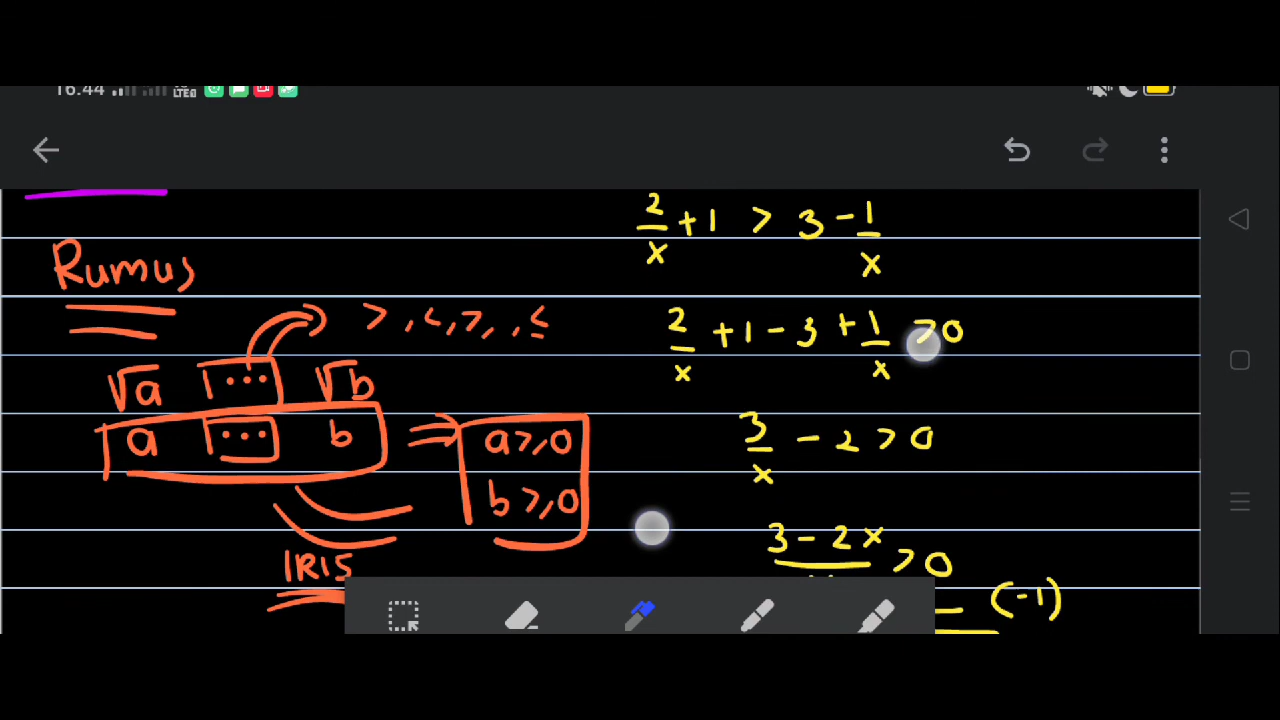 16.44
Rumus
>, <, ⩾, ⩽
√a ... √b
a ... b ⇒ a ⩾ 0
b ⩾ 0
IRIS
2/x + 1 > 3 - 1/x
2/x + 1 - 3 + 1/x > 0
3/x - 2 > 0
3 - 2x
> 0
(-1)